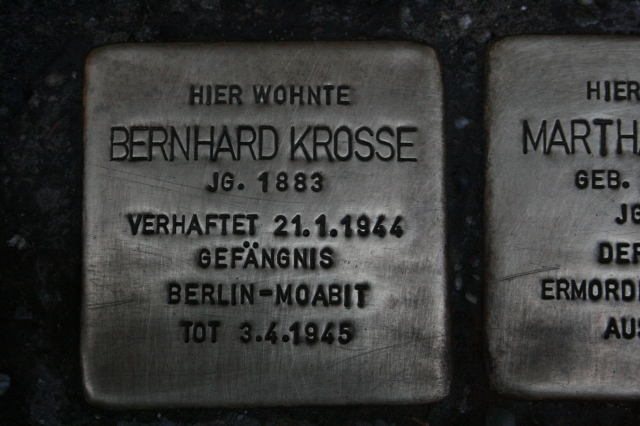 HIER WOHNTE
BERNHARD KROSSE
JG. 1883
VERHAFTET 21.1.1944
GEFÄNGNIS
BERLIN-MOABIT
TOT 3.4.1945
HIER
MARTHA
GEB.